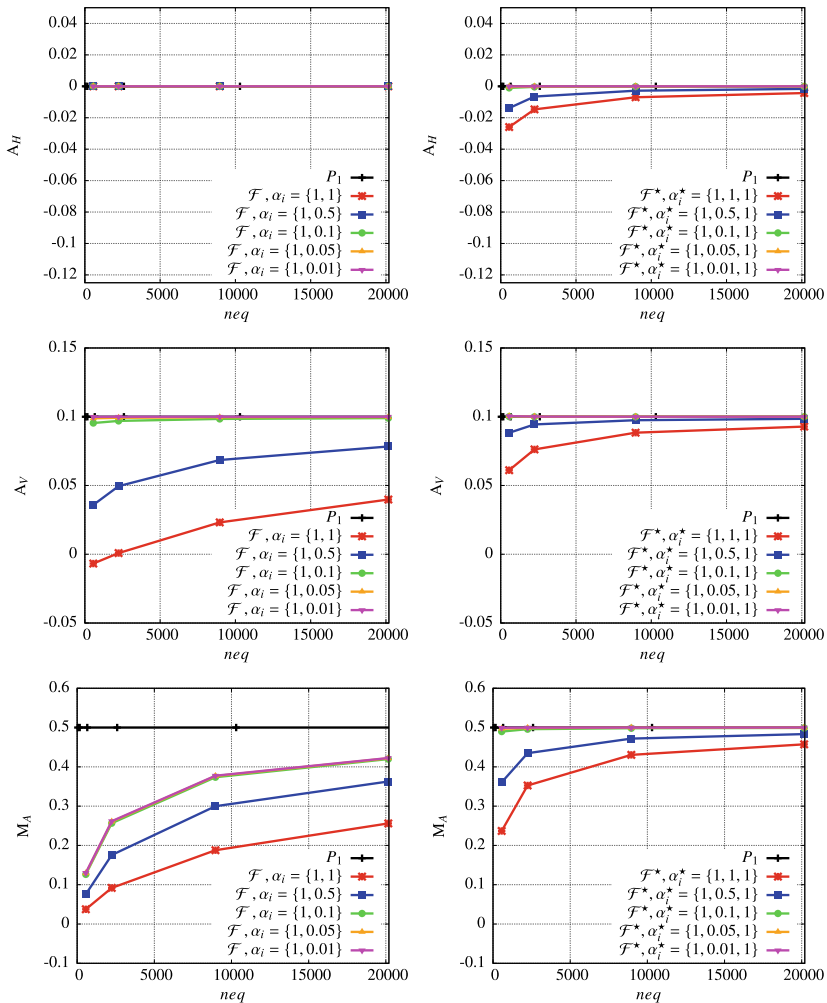 0.04
0.02
0
-0.02
-0.04
-0.06
-0.08
-0.1
-0.12
A_H
P_1
ℱ, α_i = {1, 1}
ℱ, α_i = {1, 0.5}
ℱ, α_i = {1, 0.1}
ℱ, α_i = {1, 0.05}
ℱ, α_i = {1, 0.01}
0 5000 10000 15000 20000
neq
0.04
0.02
0
-0.02
-0.04
-0.06
-0.08
-0.1
-0.12
A_H
P_1
ℱ★, α_i★ = {1, 1, 1}
ℱ★, α_i★ = {1, 0.5, 1}
ℱ★, α_i★ = {1, 0.1, 1}
ℱ★, α_i★ = {1, 0.05, 1}
ℱ★, α_i★ = {1, 0.01, 1}
0 5000 10000 15000 20000
neq
0.15
0.1
0.05
0
-0.05
A_V
P_1
ℱ, α_i = {1, 1}
ℱ, α_i = {1, 0.5}
ℱ, α_i = {1, 0.1}
ℱ, α_i = {1, 0.05}
ℱ, α_i = {1, 0.01}
0 5000 10000 15000 20000
neq
0.15
0.1
0.05
0
-0.05
A_V
P_1
ℱ★, α_i★ = {1, 1, 1}
ℱ★, α_i★ = {1, 0.5, 1}
ℱ★, α_i★ = {1, 0.1, 1}
ℱ★, α_i★ = {1, 0.05, 1}
ℱ★, α_i★ = {1, 0.01, 1}
0 5000 10000 15000 20000
neq
0.6
0.5
0.4
0.3
0.2
0.1
0
-0.1
M_A
P_1
ℱ, α_i = {1, 1}
ℱ, α_i = {1, 0.5}
ℱ, α_i = {1, 0.1}
ℱ, α_i = {1, 0.05}
ℱ, α_i = {1, 0.01}
5000 10000 15000 20000
neq
0.6
0.5
0.4
0.3
0.2
0.1
0
-0.1
M_A
P_1
ℱ★, α_i★ = {1, 1, 1}
ℱ★, α_i★ = {1, 0.5, 1}
ℱ★, α_i★ = {1, 0.1, 1}
ℱ★, α_i★ = {1, 0.05, 1}
ℱ★, α_i★ = {1, 0.01, 1}
0 5000 10000 15000 20000
neq